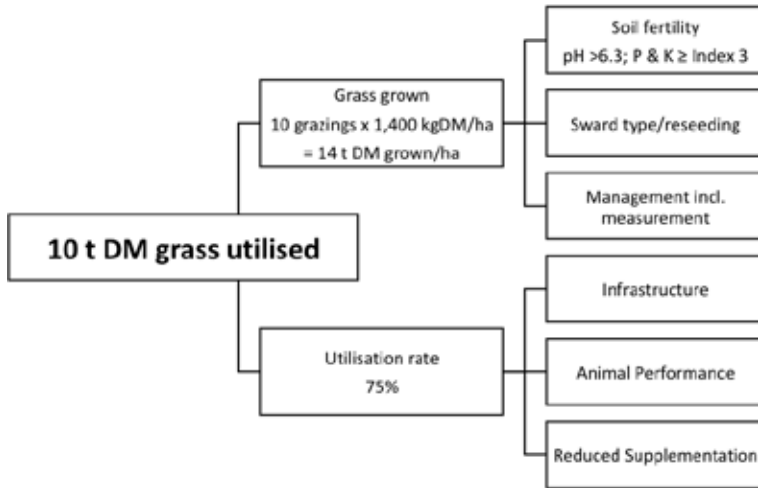 Soil fertility
pH >6.3; P & K ≥ Index 3
Grass grown
10 grazings x 1,400 kgDM/ha
= 14 t DM grown/ha
Sward type/reseeding
Management incl.
measurement
10 t DM grass utilised
Infrastructure
Utilisation rate
75%
Animal Performance
Reduced Supplementation